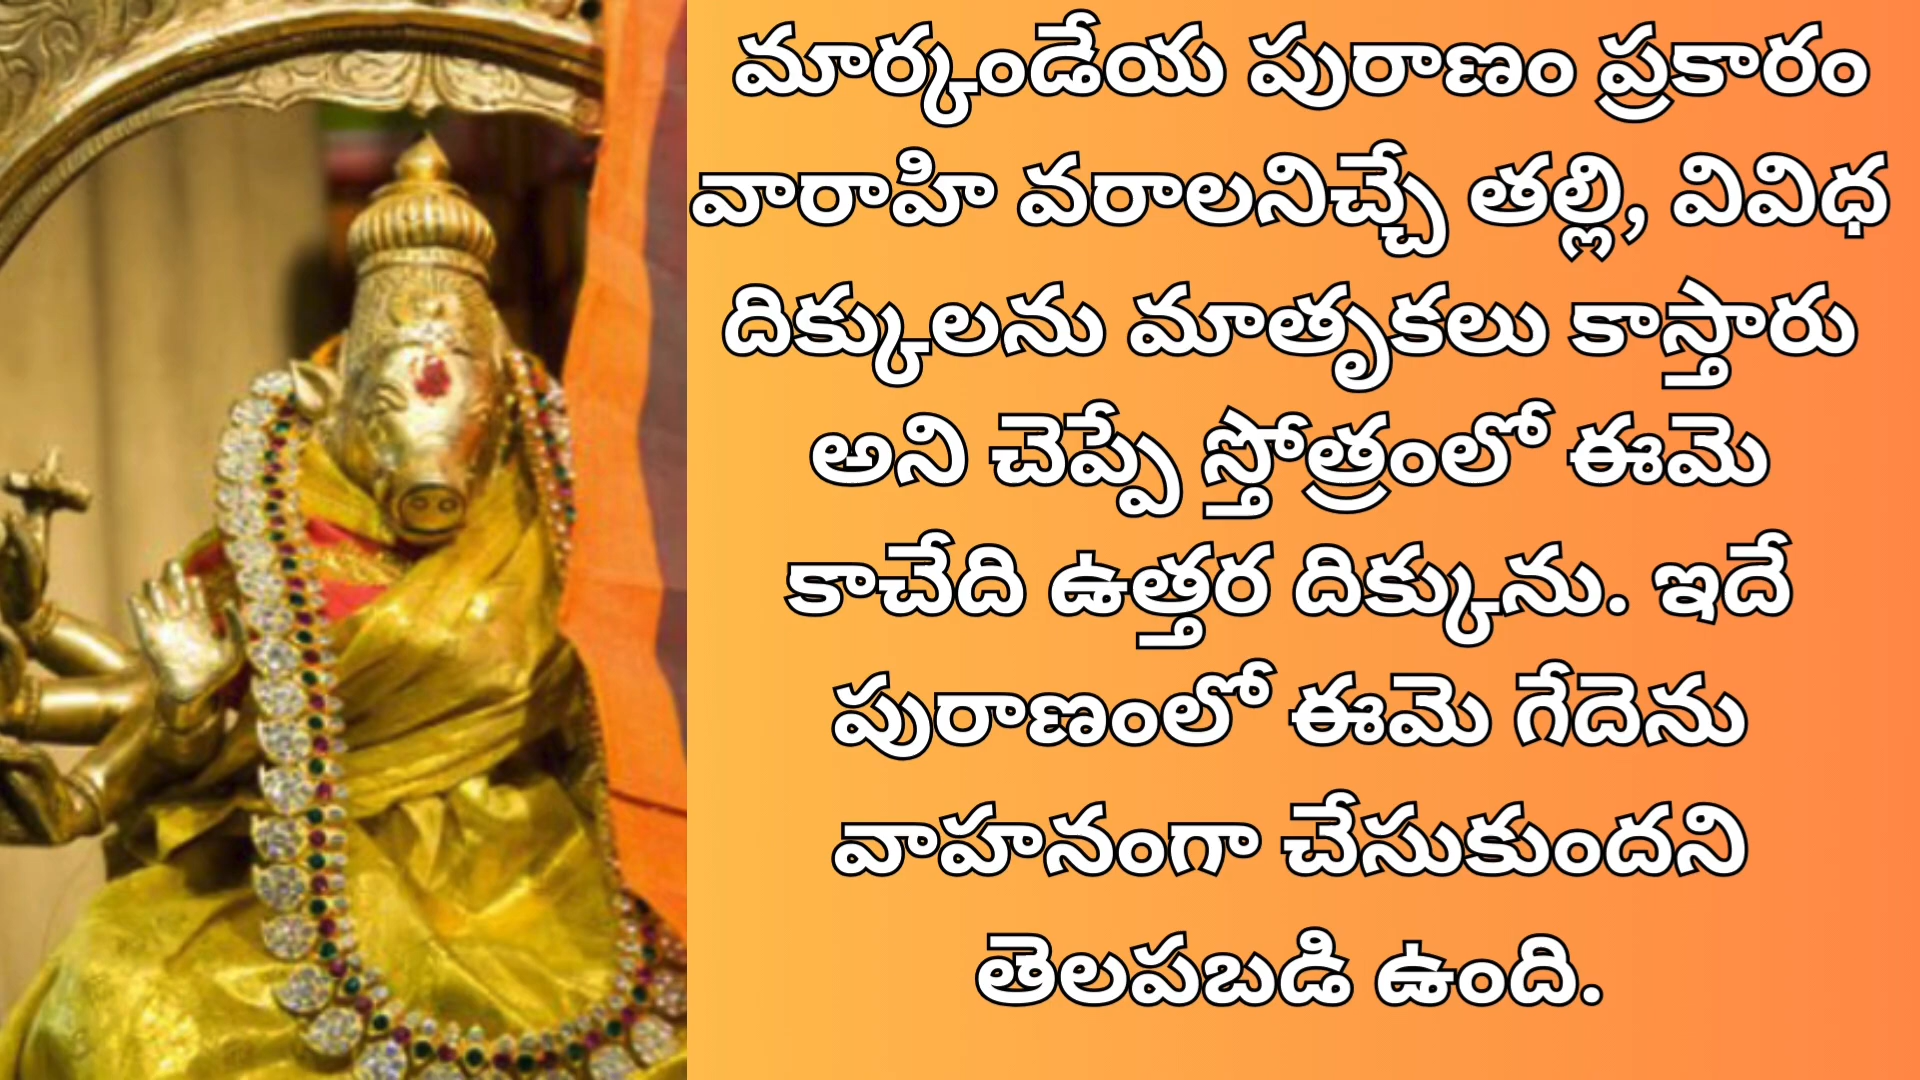 మార్కండేయ పురాణం ప్రకారం
వారాహి వరాలనిచ్చే తల్లి, వివిధ
దిక్కులను మాతృకలు కాస్తారు
అని చెప్పే స్తోత్రంలో ఈమె
కాచేది ఉత్తర దిక్కును. ఇదే
పురాణంలో ఈమె గేదెను
వాహనంగా చేసుకుందని
తెలపబడి ఉంది.